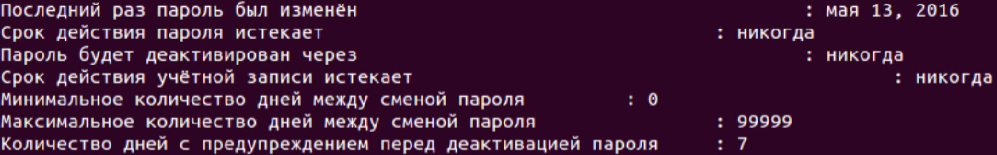 Последний раз пароль был изменён : мая 13, 2016
Срок действия пароля истекает : никогда
Пароль будет деактивирован через : никогда
Срок действия учётной записи истекает : никогда
Минимальное количество дней между сменой пароля : 0
Максимальное количество дней между сменой пароля : 99999
Количество дней с предупреждением перед деактивацией пароля : 7